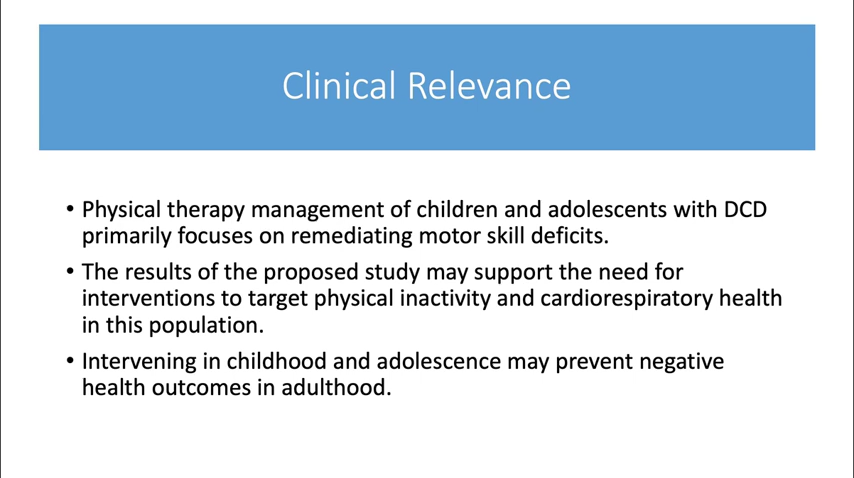 Clinical Relevance
• Physical therapy management of children and adolescents with DCD
primarily focuses on remediating motor skill deficits.
• The results of the proposed study may support the need for
interventions to target physical inactivity and cardiorespiratory health
in this population.
• Intervening in childhood and adolescence may prevent negative
health outcomes in adulthood.